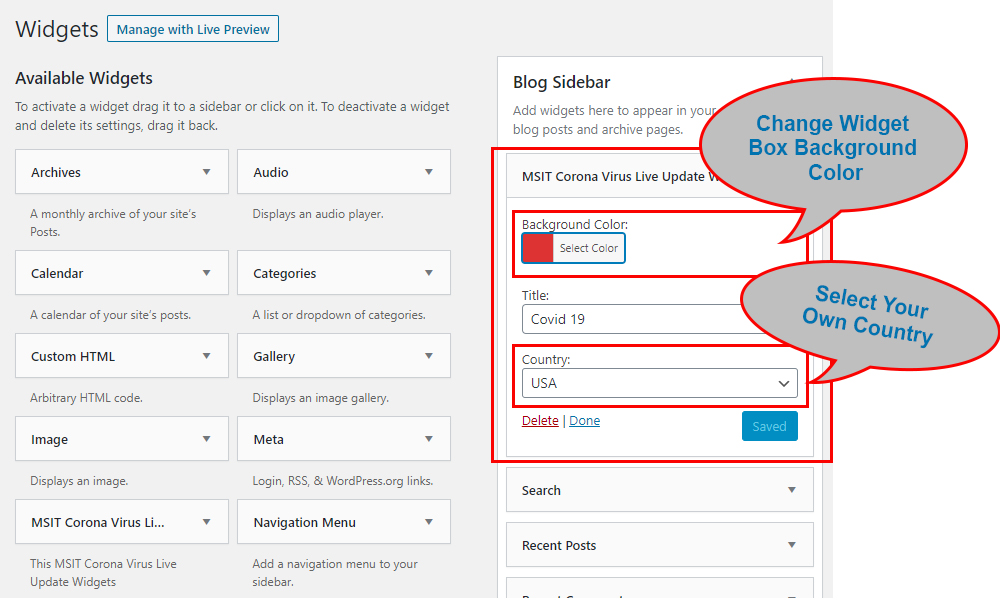 Widgets
Manage with Live Preview
Available Widgets
To activate a widget drag it to a sidebar or click on it. To deactivate a widget
and delete its settings, drag it back.
Archives
Audio
A monthly archive of your site's
Posts.
Displays an audio player.
Calendar
Categories
A calendar of your site's posts.
A list or dropdown of categories.
Custom HTML
Gallery
Arbitrary HTML code.
Displays an image gallery.
Image
Meta
Displays an image.
Login, RSS, & WordPress.org links.
MSIT Corona Virus Li...
Navigation Menu
This MSIT Corona Virus Live
Update Widgets
Add a navigation menu to your
sidebar.
Blog Sidebar
Add widgets here to appear in your
blog posts and archive pages.
MSIT Corona Virus Live Update
Background Color:
Select Color
Title:
Covid 19
Country:
USA
Delete | Done
Saved
Search
Recent Posts
Change Widget
Box Background
Color
Select Your
Own Country